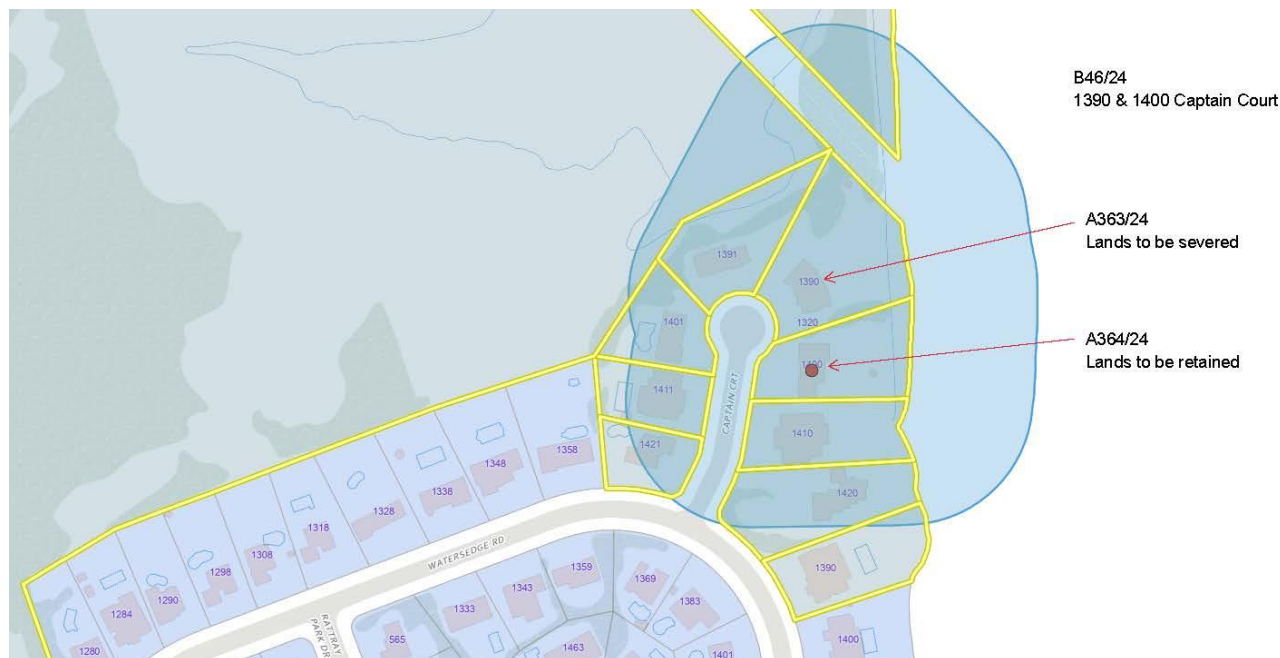 B46/24
1390 & 1400 Captain Court
A363/24
Lands to be severed
1391
1390
1401
1320
A364/24
Lands to be retained
1400
1411
CAPTAIN CRT
1410
1421
1358
1348
1338
1328
1318
1308
1298
1290
1284
1280
1420
WATERSEDGE RD
1359
1343
1333
1369
1383
1390
RATTRAY
PARK DR
565
1463
1401
1400